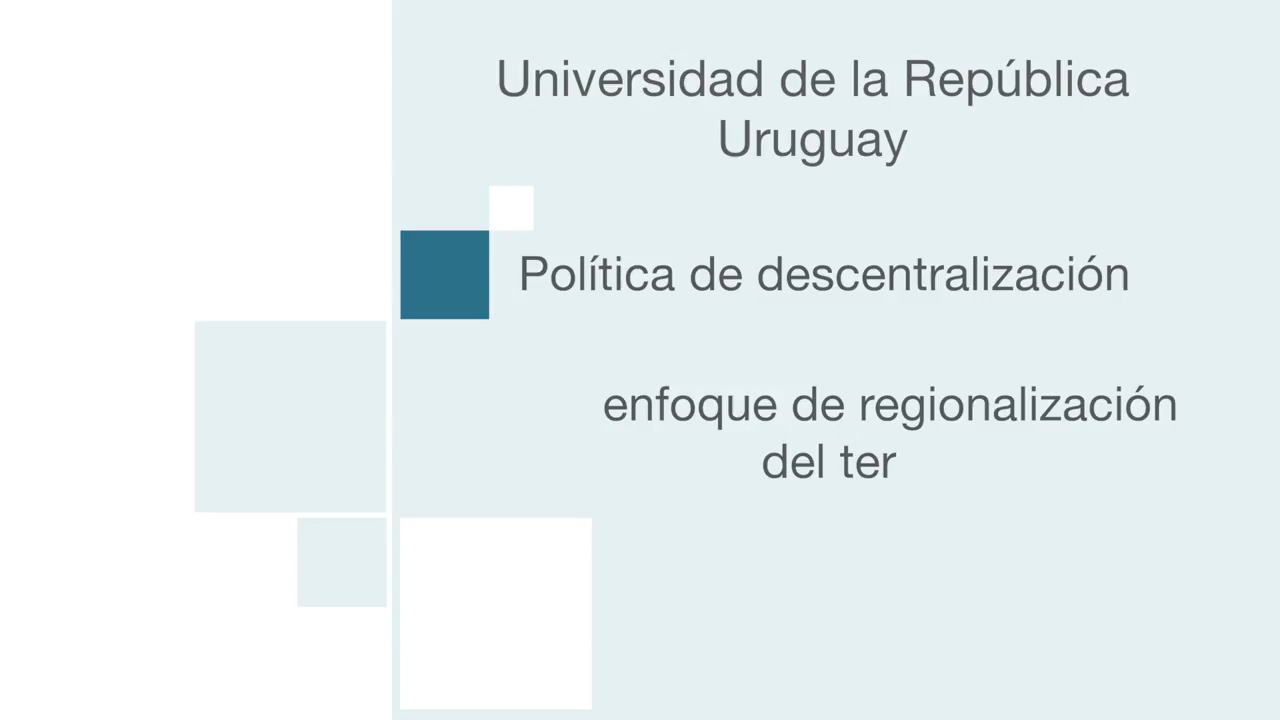 Universidad de la República
Uruguay
Política de descentralización
enfoque de regionalización
del ter